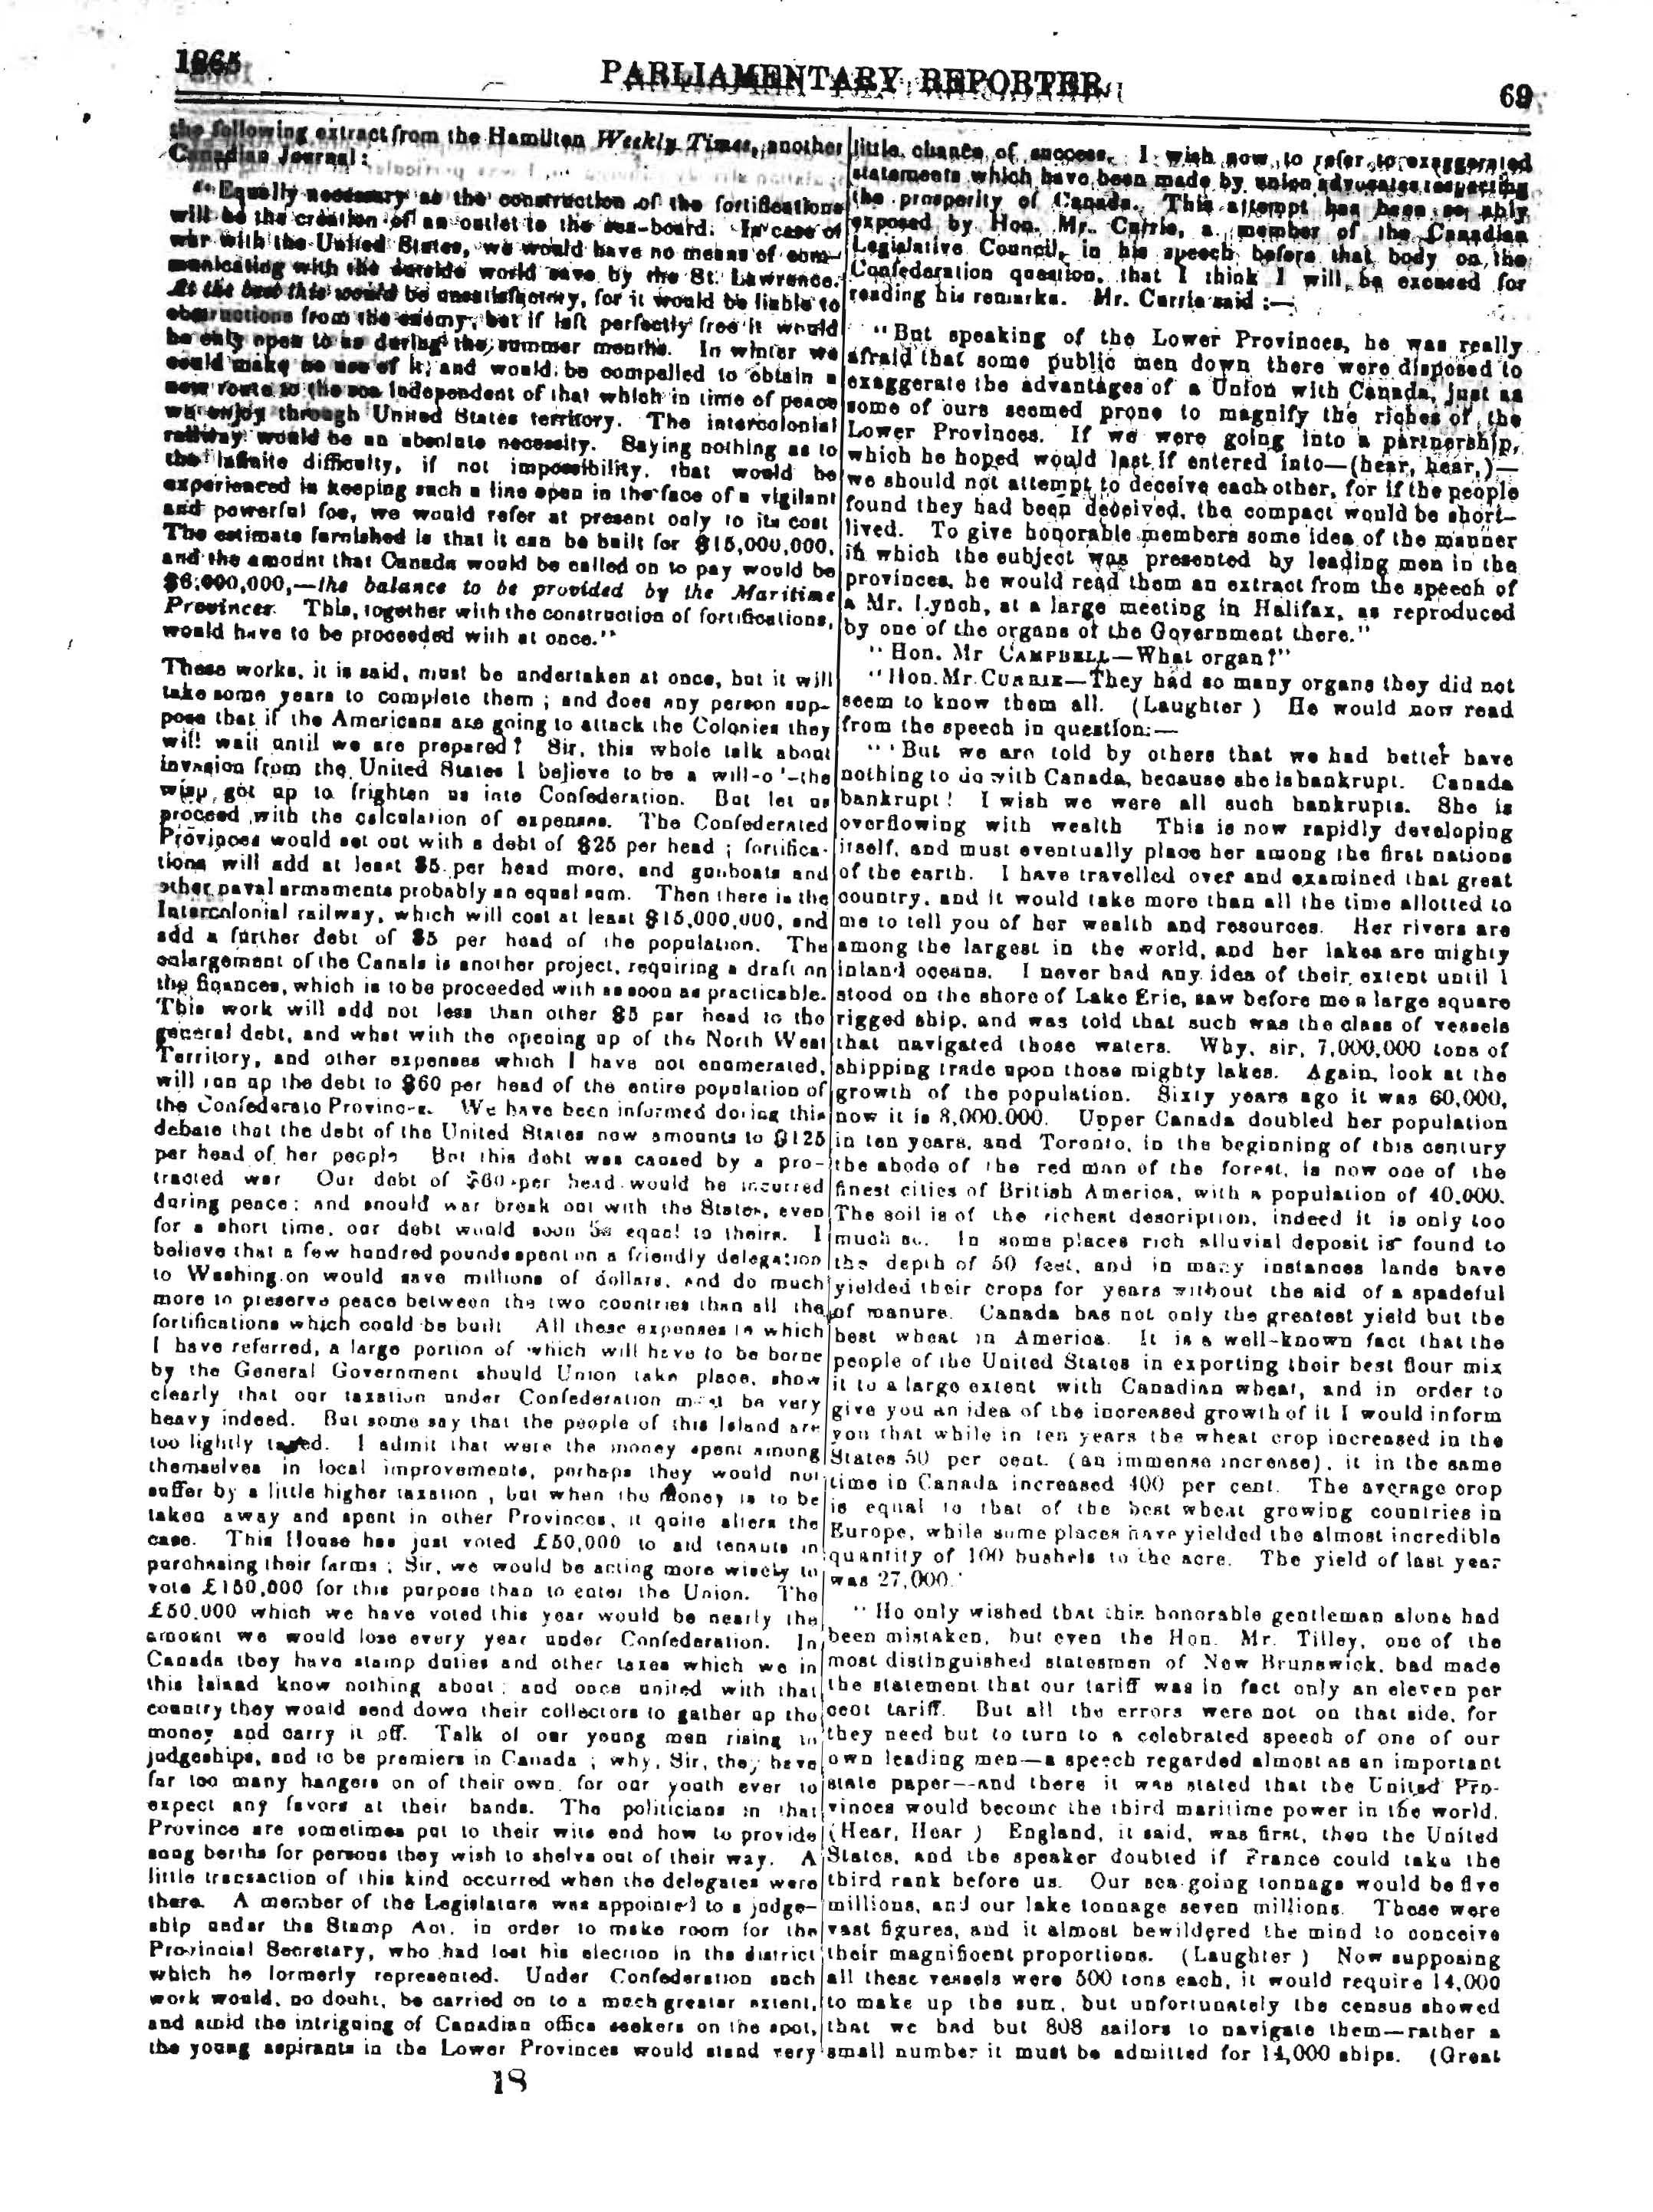 1865
PARLIAMENTARY REPORTER
69
the following extract from the Hamilton Weekly Times, another
Canadian Journal:
"Equally necessary as the construction of the fortifications
will be the creation of an outlet to the sea-board. In case of
war with the United States, we would have no means of com-
municating with the outside world save by the St. Lawrence.
At the best this would be unsatisfactory, for it would be liable to
obstructions from the enemy, but if left perfectly free it would
be only open to us during the summer months. In winter we
could make no use of it, and would be compelled to obtain a
new route to the sea independent of that which in time of peace
we enjoy through United States territory. The intercolonial
railway would be an absolute necessity. Saying nothing as to
the infinite difficulty, if not impossibility, that would be
experienced in keeping such a line open in the face of a vigilant
and powerful foe, we would refer at present only to its cost
The estimate furnished is that it can be built for $15,000,000,
and the amount that Canada would be called on to pay would be
$6,000,000,—the balance to be provided by the Maritime
Provinces. This, together with the construction of fortifications,
would have to be proceeded with at once."
These works, it is said, must be undertaken at once, but it will
take some years to complete them ; and does any person sup-
pose that if the Americans are going to attack the Colonies they
will wait until we are prepared? Sir, this whole talk about
invasion from the United States I believe to be a will-o'-the
wisp, got up to frighten us into Confederation. But let us
proceed with the calculation of expenses. The Confederated
Provinces would set out with a debt of $25 per head ; fortifica-
tions will add at least $5 per head more, and gunboats and
other naval armaments probably an equal sum. Then there is the
Intercolonial railway, which will cost at least $15,000,000, and
add a further debt of $5 per head of the population. The
enlargement of the Canals is another project, requiring a draft on
the finances, which is to be proceeded with as soon as practicable.
This work will add not less than other $5 per head to the
general debt, and what with the opening up of the North West
Territory, and other expenses which I have not enumerated,
will run up the debt to $60 per head of the entire population of
the Confederate Provinces. We have been informed during this
debate that the debt of the United States now amounts to $125
per head of her people But this debt was caused by a pro-
tracted war Our debt of $60 per head would be incurred
during peace; and should war break out with the States, even
for a short time, our debt would soon be equal to theirs. I
believe that a few hundred pounds spent on a friendly delegation
to Washington would save millions of dollars, and do much
more to preserve peace between the two countries than all the
fortifications which could be built All these expenses to which
I have referred, a large portion of which will have to be borne
by the General Government should Union take place, show
clearly that our taxation under Confederation must be very
heavy indeed. But some say that the people of this Island are
too lightly taxed. I admit that were the money spent among
themselves in local improvements, perhaps they would not
suffer by a little higher taxation , but when the money is to be
taken away and spent in other Provinces, it quite alters the
case. This House has just voted £50,000 to aid tenants in
purchasing their farms ; Sir, we would be acting more wisely to
vote £150,000 for this purpose than to enter the Union. The
£50,000 which we have voted this year would be nearly the
amount we would lose every year under Confederation. In
Canada they have stamp duties and other taxes which we in
this Island know nothing about; and once united with that
country they would send down their collectors to gather up the
money and carry it off. Talk of our young men rising to
judgeships, and to be premiers in Canada ; why, Sir, they have
far too many hangers on of their own for our youth ever to
expect any favors at their hands. The politicians in that
Province are sometimes put to their wits end how to provide
snug berths for persons they wish to shelve out of their way. A
little transaction of this kind occurred when the delegates were
there. A member of the Legislature was appointed to a judge-
ship under the Stamp Act, in order to make room for the
Provincial Secretary, who had lost his election in the district
which he formerly represented. Under Confederation such
work would, no doubt, be carried on to a much greater extent,
and amid the intriguing of Canadian office seekers on the spot,
the young aspirants in the Lower Provinces would stand very
little chance of success. I wish now to refer to exaggerated
statements which have been made by union advocates respecting
the prosperity of Canada. This attempt has been so ably
exposed by Hon. Mr. Currie, a member of the Canadian
Legislative Council, in his speech before that body on the
Confederation question, that I think I will be excused for
reading his remarks. Mr. Currie said :—
"But speaking of the Lower Provinces, he was really
afraid that some public men down there were disposed to
exaggerate the advantages of a Union with Canada, just as
some of ours seemed prone to magnify the riches of the
Lower Provinces. If we were going into a partnership,
which he hoped would last if entered into—(hear, hear,)—
we should not attempt to deceive each other, for if the people
found they had been deceived, the compact would be short-
lived. To give honorable members some idea of the manner
in which the subject was presented by leading men in the
provinces, he would read them an extract from the speech of
a Mr. Lynch, at a large meeting in Halifax, as reproduced
by one of the organs of the Government there."
"Hon. Mr CAMPBELL—What organ?"
"Hon. Mr. CURRIE—They had so many organs they did not
seem to know them all. (Laughter ) He would now read
from the speech in question:—
"'But we are told by others that we had better have
nothing to do with Canada, because she is bankrupt. Canada
bankrupt! I wish we were all such bankrupts. She is
overflowing with wealth This is now rapidly developing
itself, and must eventually place her among the first nations
of the earth. I have travelled over and examined that great
country, and it would take more than all the time allotted to
me to tell you of her wealth and resources. Her rivers are
among the largest in the world, and her lakes are mighty
inland oceans. I never had any idea of their extent until I
stood on the shore of Lake Erie, saw before me a large square
rigged ship, and was told that such was the class of vessels
that navigated those waters. Why, sir, 7,000,000 tons of
shipping trade upon those mighty lakes. Again, look at the
growth of the population. Sixty years ago it was 60,000,
now it is 3,000.000. Upper Canada doubled her population
in ten years, and Toronto, in the beginning of this century
the abode of the red man of the forest, is now one of the
finest cities of British America, with a population of 40,000.
The soil is of the richest description, indeed it is only too
much so. In some places rich alluvial deposit is found to
the depth of 50 feet, and in many instances lands have
yielded their crops for years without the aid of a spadeful
of manure. Canada has not only the greatest yield but the
best wheat in America. It is a well-known fact that the
people of the United States in exporting their best flour mix
it to a large extent with Canadian wheat, and in order to
give you an idea of the increased growth of it I would inform
you that while in ten years the wheat crop increased in the
States 50 per cent. (an immense increase), it in the same
time in Canada increased 400 per cent. The average crop
is equal to that of the best wheat growing countries in
Europe, while some places have yielded the almost incredible
quantity of 100 bushels to the acre. The yield of last year
was 27,000.'
"He only wished that this honorable gentleman alone had
been mistaken, but even the Hon. Mr. Tilley, one of the
most distinguished statesmen of New Brunswick, had made
the statement that our tariff was in fact only an eleven per
cent tariff. But all the errors were not on that side, for
they need but to turn to a celebrated speech of one of our
own leading men—a speech regarded almost as an important
state paper--and there it was stated that the United Pro-
vinces would become the third maritime power in the world.
(Hear, Hear ) England, it said, was first, then the United
States, and the speaker doubted if France could take the
third rank before us. Our sea going tonnage would be five
millions, and our lake tonnage seven millions. These were
vast figures, and it almost bewildered the mind to conceive
their magnificent proportions. (Laughter ) Now supposing
all these vessels were 500 tons each, it would require 14,000
to make up the sum, but unfortunately the census showed
that we had but 808 sailors to navigate them—rather a
small number it must be admitted for 14,000 ships. (Great
18